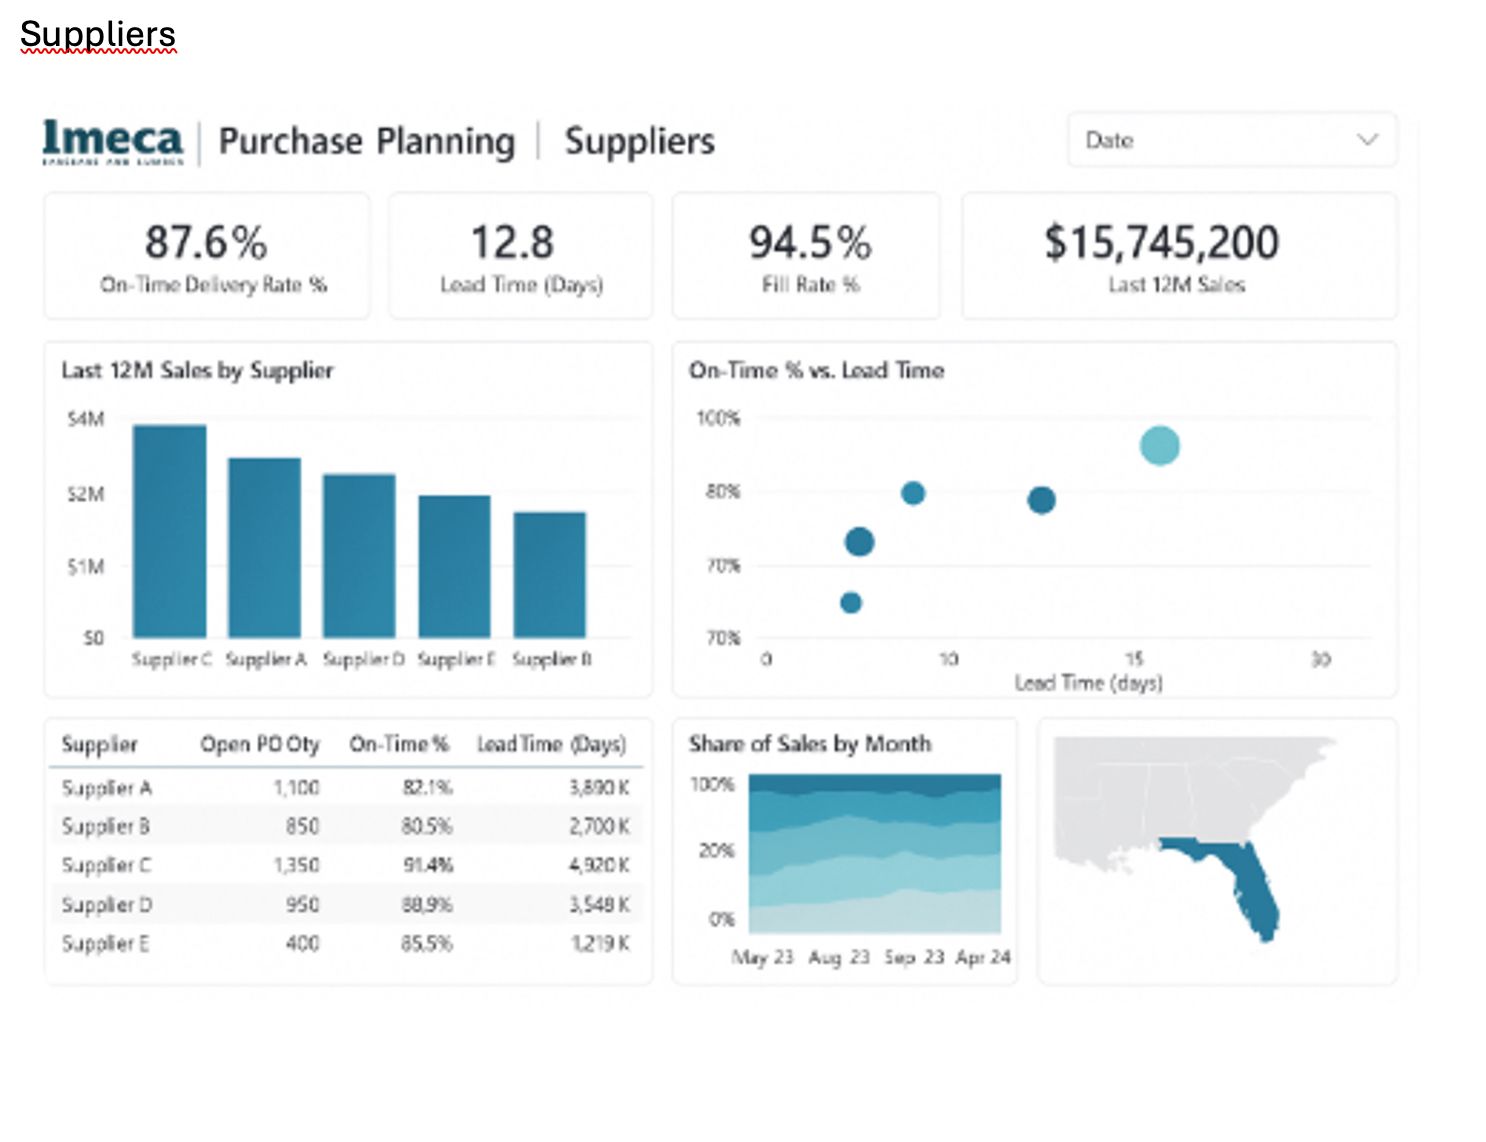 Suppliers
Imeca | Purchase Planning | Suppliers
Date
87.6%
On-Time Delivery Rate %
12.8
Lead Time (Days)
94.5%
Fill Rate %
$15,745,200
Last 12M Sales
Last 12M Sales by Supplier
$4M
$2M
$1M
$0
Supplier C Supplier A Supplier D Supplier E Supplier B
On-Time % vs. Lead Time
100%
80%
70%
70%
0 10 15 30
Lead Time (days)
Supplier Open PO Qty On-Time % Lead Time (Days)
Supplier A 1,100 82.1% 3,890 K
Supplier B 850 80.5% 2,700 K
Supplier C 1,350 91.4% 4,920 K
Supplier D 950 88,9% 3,548 K
Supplier E 400 85.5% 1,219 K
Share of Sales by Month
100%
20%
0%
May 23 Aug 23 Sep 23 Apr 24